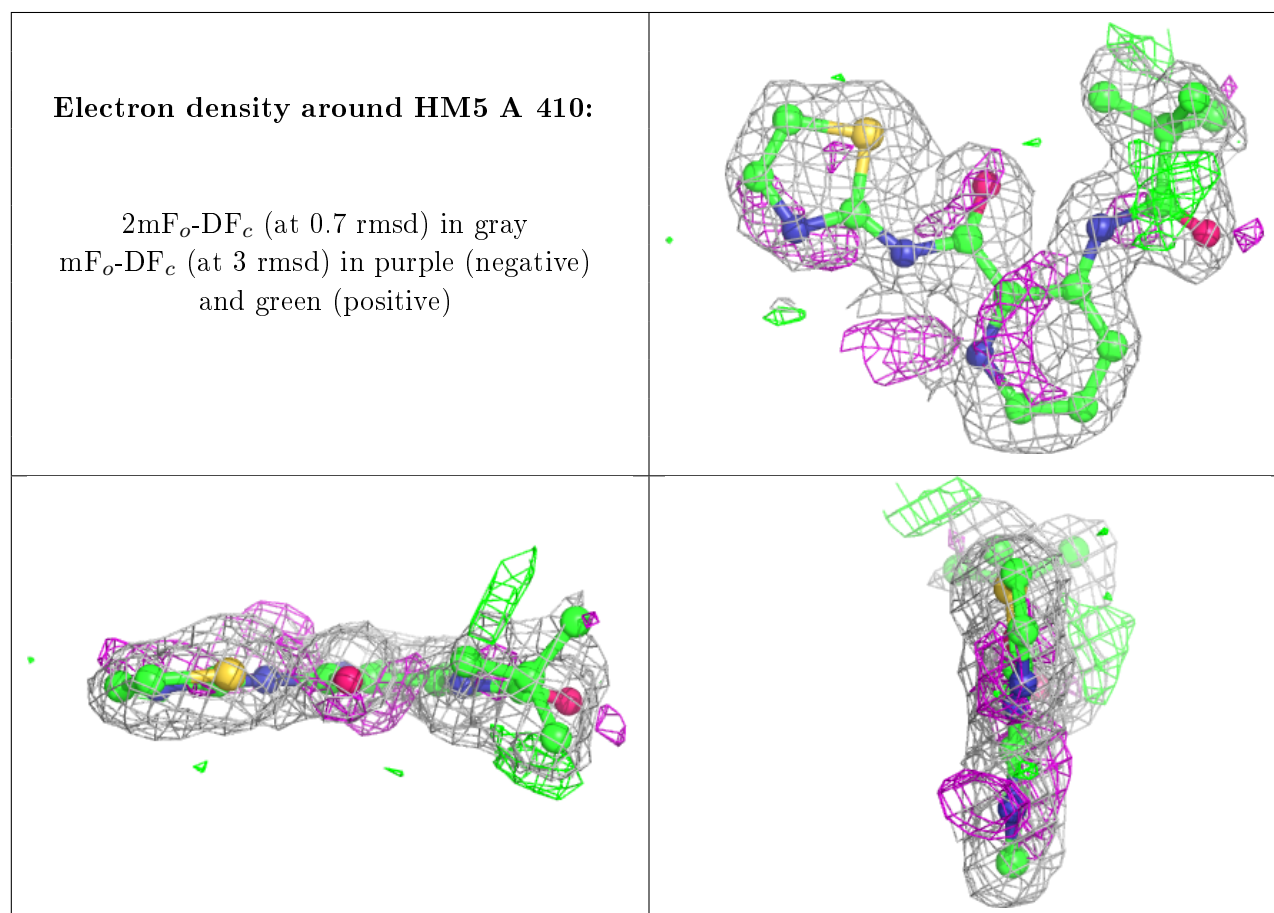 Electron density around HM5 A 410:
2mFₒ-DF𝒸 (at 0.7 rmsd) in gray
mFₒ-DF𝒸 (at 3 rmsd) in purple (negative)
and green (positive)